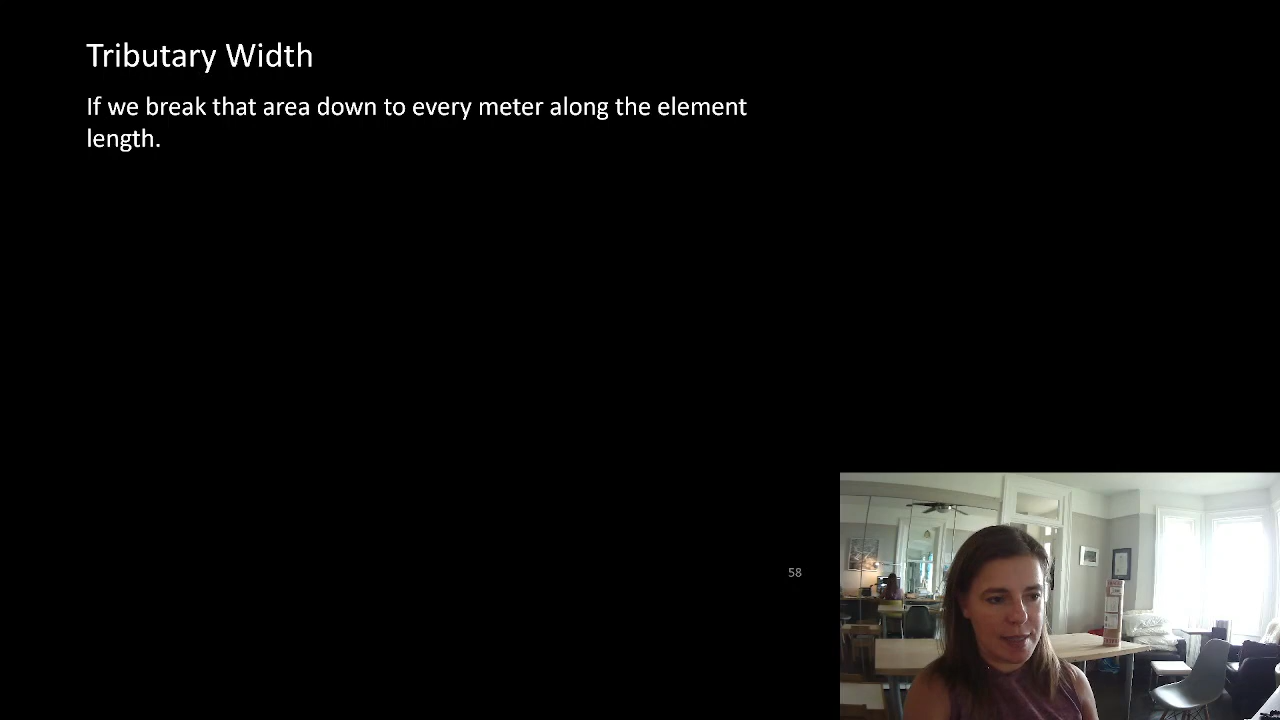 Tributary Width
If we break that area down to every meter along the element
length.
58